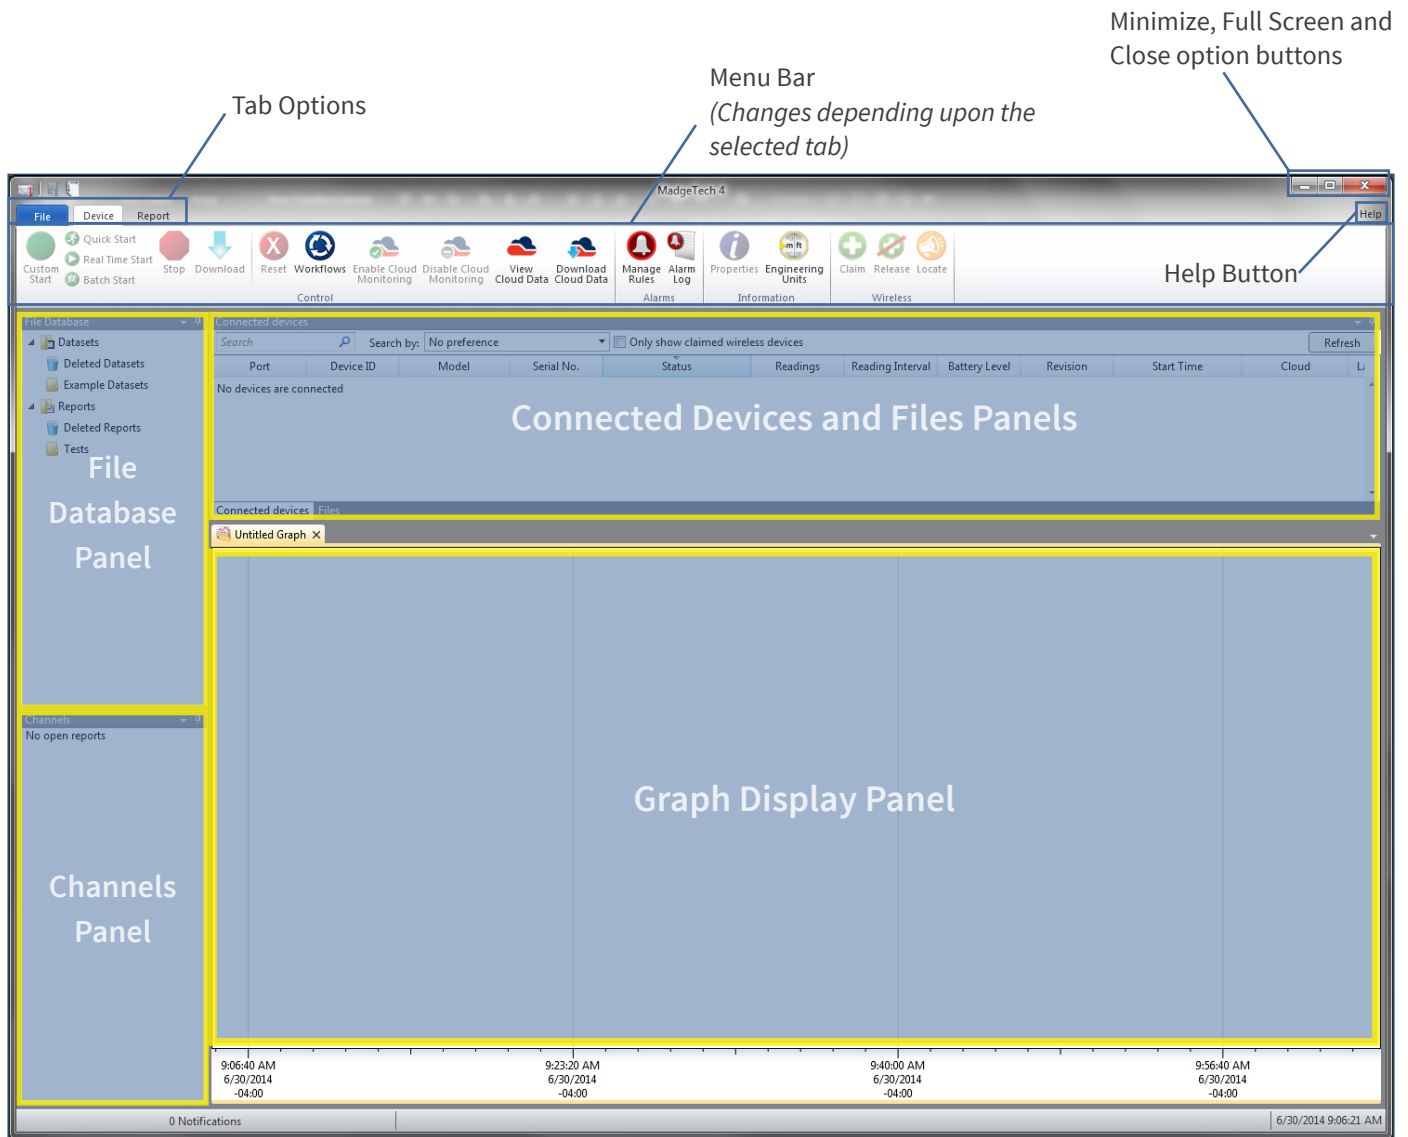 Minimize, Full Screen and
Close option buttons
Menu Bar
(Changes depending upon the
selected tab)
Tab Options
MadgeTech 4
File
Device
Report
Help
Custom
Start
Quick Start
Real Time Start
Batch Start
Stop
Download
Reset
Workflows
Enable Cloud
Monitoring
Disable Cloud
Monitoring
View
Cloud Data
Download
Cloud Data
Control
Manage
Rules
Alarm
Log
Alarms
Properties
Engineering
Units
Information
Claim
Release
Locate
Wireless
Help Button
File Database
Datasets
Deleted Datasets
Example Datasets
Reports
Deleted Reports
Tests
File
Database
Panel
Connected devices
Search
Search by:
No preference
Only show claimed wireless devices
Refresh
Port
Device ID
Model
Serial No.
Status
Readings
Reading Interval
Battery Level
Revision
Start Time
Cloud
No devices are connected
Connected Devices and Files Panels
Connected devices
Files
Untitled Graph
Channels
No open reports
Channels
Panel
Graph Display Panel
9:06:40 AM
6/30/2014
-04:00
9:23:20 AM
6/30/2014
-04:00
9:40:00 AM
6/30/2014
-04:00
9:56:40 AM
6/30/2014
-04:00
0 Notifications
6/30/2014 9:06:21 AM